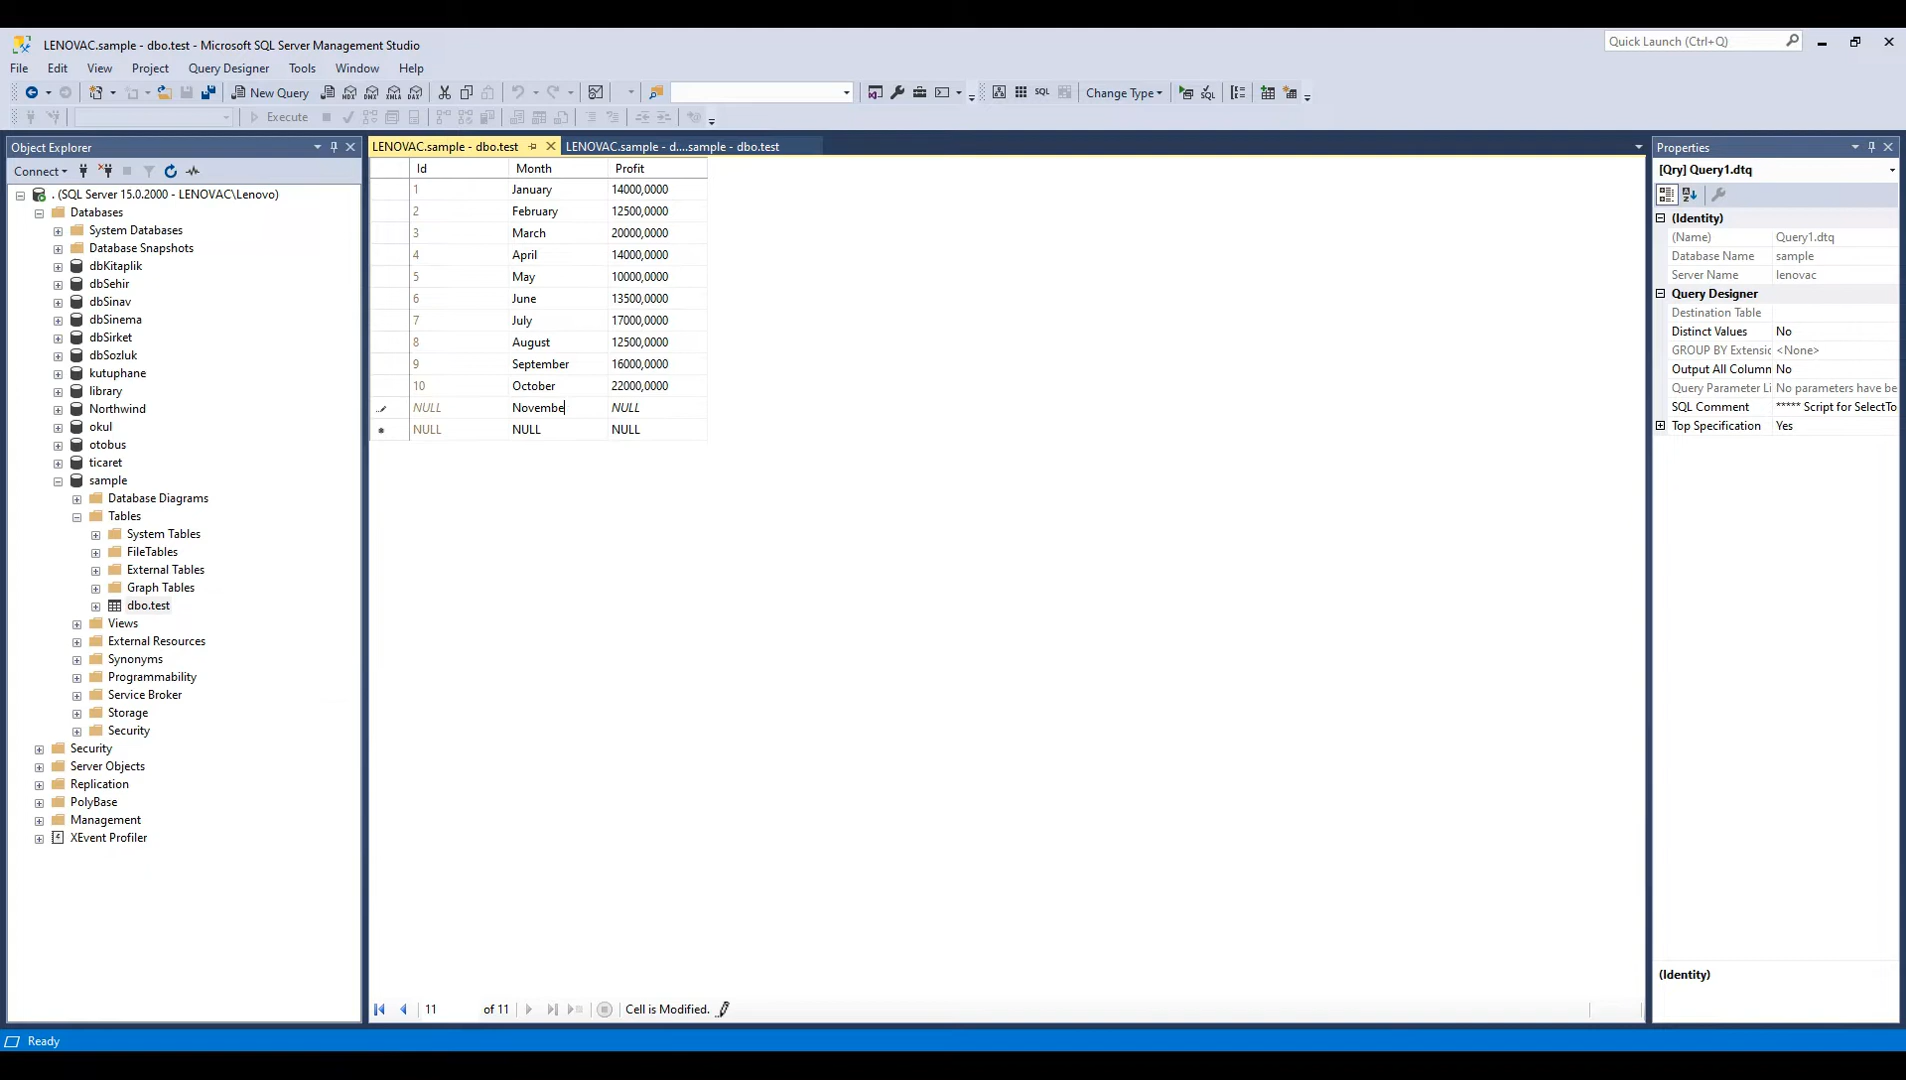 LENOVAC.sample - dbo.test - Microsoft SQL Server Management Studio
Quick Launch (Ctrl+Q)
File Edit View Project Query Designer Tools Window Help
New Query MDX DMX XMLA DAX SQL Change Type SQL
Execute
Object Explorer
LENOVAC.sample - dbo.test
LENOVAC.sample - d....sample - dbo.test
Properties
Connect
[Qry] Query1.dtq
. (SQL Server 15.0.2000 - LENOVAC\Lenovo)
Databases
System Databases
Database Snapshots
dbKitaplik
dbSehir
dbSinav
dbSinema
dbSirket
dbSozluk
kutuphane
library
Northwind
okul
otobus
ticaret
sample
Database Diagrams
Tables
System Tables
FileTables
External Tables
Graph Tables
dbo.test
Views
External Resources
Synonyms
Programmability
Service Broker
Storage
Security
Security
Server Objects
Replication
PolyBase
Management
XEvent Profiler
Id Month Profit
1 January 14000,0000
2 February 12500,0000
3 March 20000,0000
4 April 14000,0000
5 May 10000,0000
6 June 13500,0000
7 July 17000,0000
8 August 12500,0000
9 September 16000,0000
10 October 22000,0000
NULL Novembe NULL
NULL NULL NULL
11 of 11 Cell is Modified.
(Identity)
(Name) Query1.dtq
Database Name sample
Server Name lenovac
Query Designer
Destination Table
Distinct Values No
GROUP BY Extensi <None>
Output All Column No
Query Parameter Li No parameters have be
SQL Comment ***** Script for SelectTo
Top Specification Yes
(Identity)
Ready